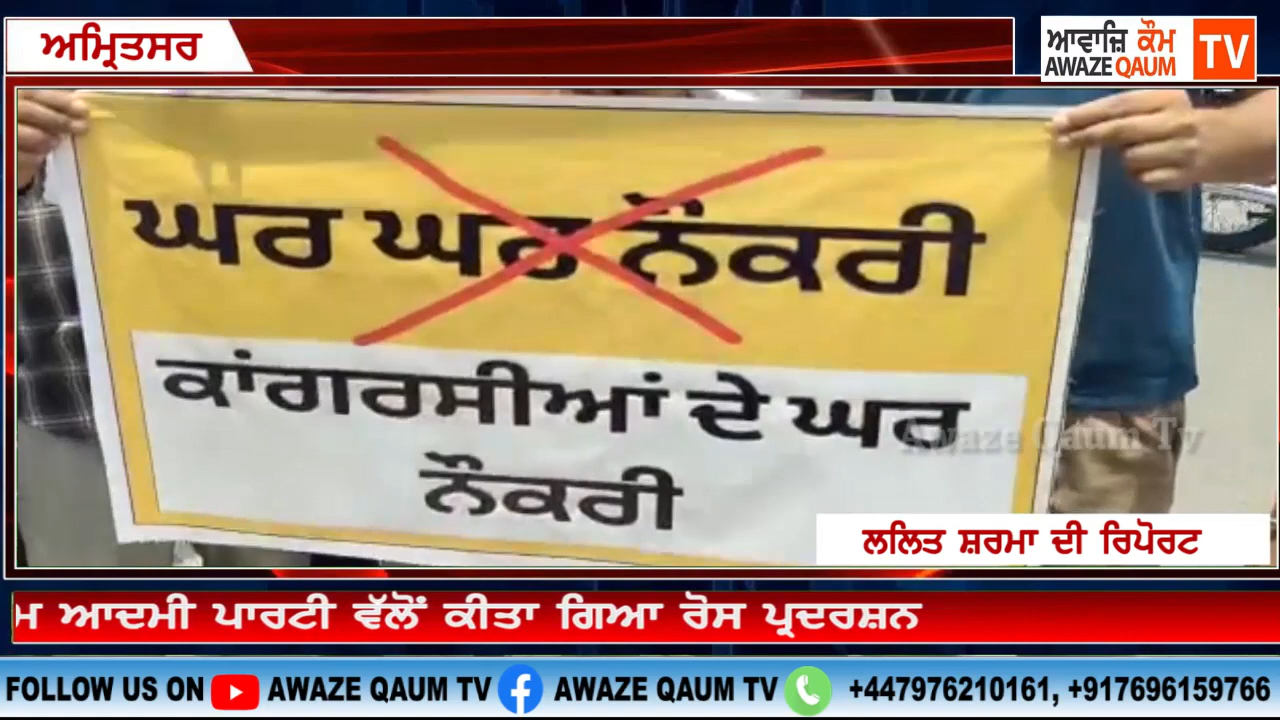 ਅਮ੍ਰਿਤਸਰ
ਆਵਾਜ਼ਿ ਕੌਮ
AWAZE QAUM
TV
ਘਰ ਘਰ ਨੌਕਰੀ
ਕਾਂਗਰਸੀਆਂ ਦੇ ਘਰ
ਨੌਕਰੀ
Awaze Qaum Tv
ਲਲਿਤ ਸ਼ਰਮਾ ਦੀ ਰਿਪੋਰਟ
ਆਦਮੀ ਪਾਰਟੀ ਵੱਲੋਂ ਕੀਤਾ ਗਿਆ ਰੋਸ ਪ੍ਰਦਰਸ਼ਨ
FOLLOW US ON AWAZE QAUM TV AWAZE QAUM TV +447976210161, +917696159766